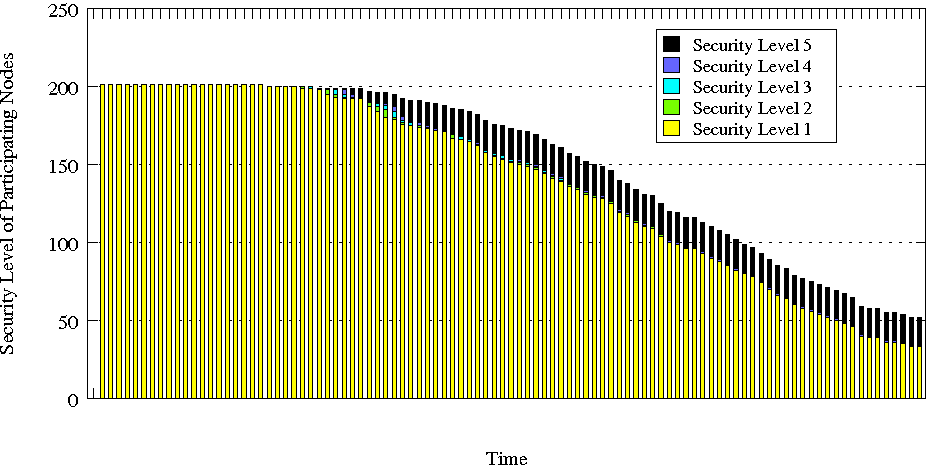 250
200
150
100
50
0
Security Level of Participating Nodes
Security Level 5
Security Level 4
Security Level 3
Security Level 2
Security Level 1
Time